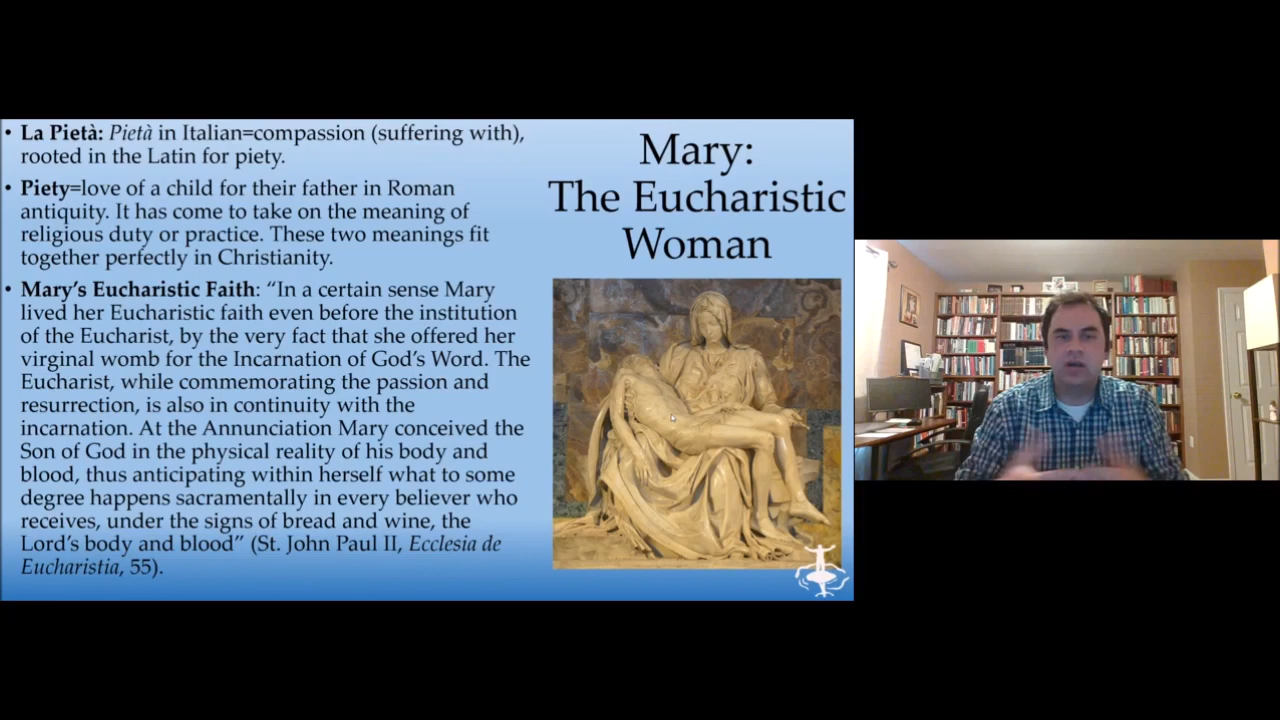 • La Pietà: Pietà in Italian=compassion (suffering with),
rooted in the Latin for piety.
• Piety=love of a child for their father in Roman
antiquity. It has come to take on the meaning of
religious duty or practice. These two meanings fit
together perfectly in Christianity.
• Mary’s Eucharistic Faith: “In a certain sense Mary
lived her Eucharistic faith even before the institution
of the Eucharist, by the very fact that she offered her
virginal womb for the Incarnation of God’s Word. The
Eucharist, while commemorating the passion and
resurrection, is also in continuity with the
incarnation. At the Annunciation Mary conceived the
Son of God in the physical reality of his body and
blood, thus anticipating within herself what to some
degree happens sacramentally in every believer who
receives, under the signs of bread and wine, the
Lord’s body and blood” (St. John Paul II, Ecclesia de
Eucharistia, 55).
Mary:
The Eucharistic
Woman